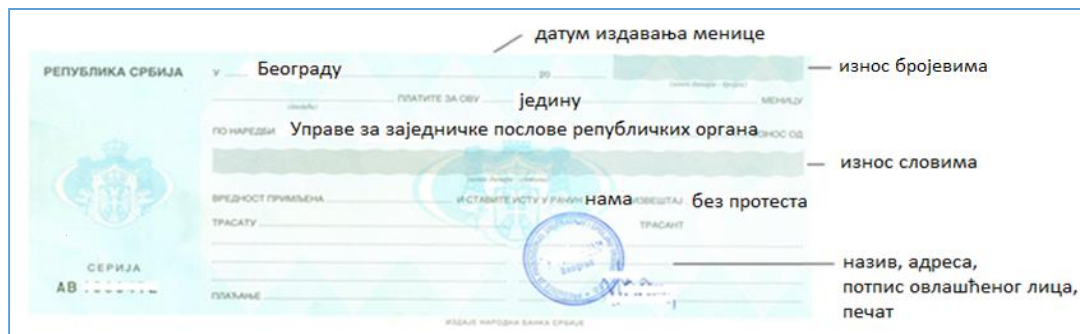 датум издавања менице
РЕПУБЛИКА СРБИЈА У Београду 20 износ бројевима
ПЛАТИТЕ ЗА ОВУ једину МЕНИЦУ
ПО НАРЕДБИ Управе за заједничке послове републичких органа ИЗНОС ОД
износ словима
ВРЕДНОСТ ПРИМЉЕНА И СТАВИТЕ ИСТУ У РАЧУН нама ИЗВЕШТАЈ без протеста
ТРАСАТУ ТРАСАНТ
Beograd
СЕРИЈА назив, адреса,
АВ потпис овлашћеног лица,
ПЛАЋАЊЕ печат
ИЗДАЈЕ НАРОДНА БАНКА СРБИЈЕ